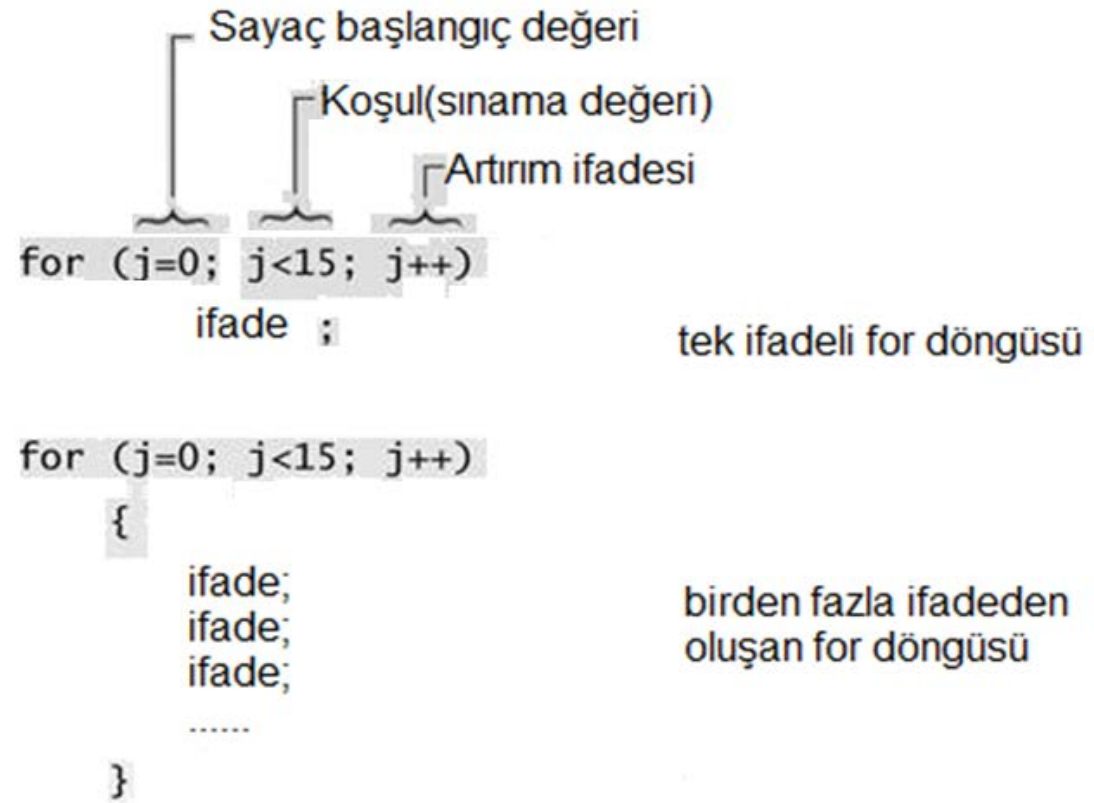 Sayaç başlangıç değeri
Koşul(sınama değeri)
Artırım ifadesi
for (j=0; j<15; j++)
ifade ;
tek ifadeli for döngüsü
for (j=0; j<15; j++)
{
ifade;
ifade;
ifade;
......
birden fazla ifadeden
oluşan for döngüsü
}